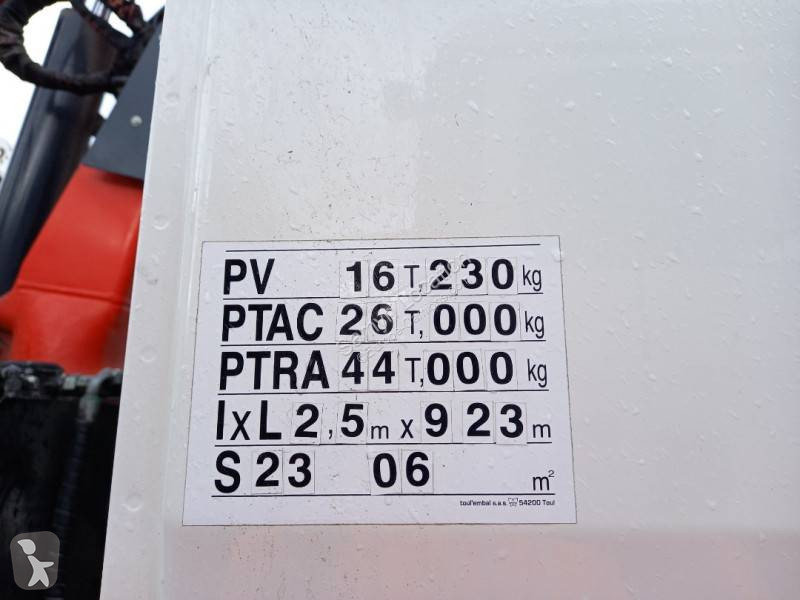 PV 16T,230kg
PTAC 26T,000kg
PTRA 44T,000kg
lxL 2,5m x 9 23m
S 23 06 m²
toul'embal s.a.s. 54200 Toul